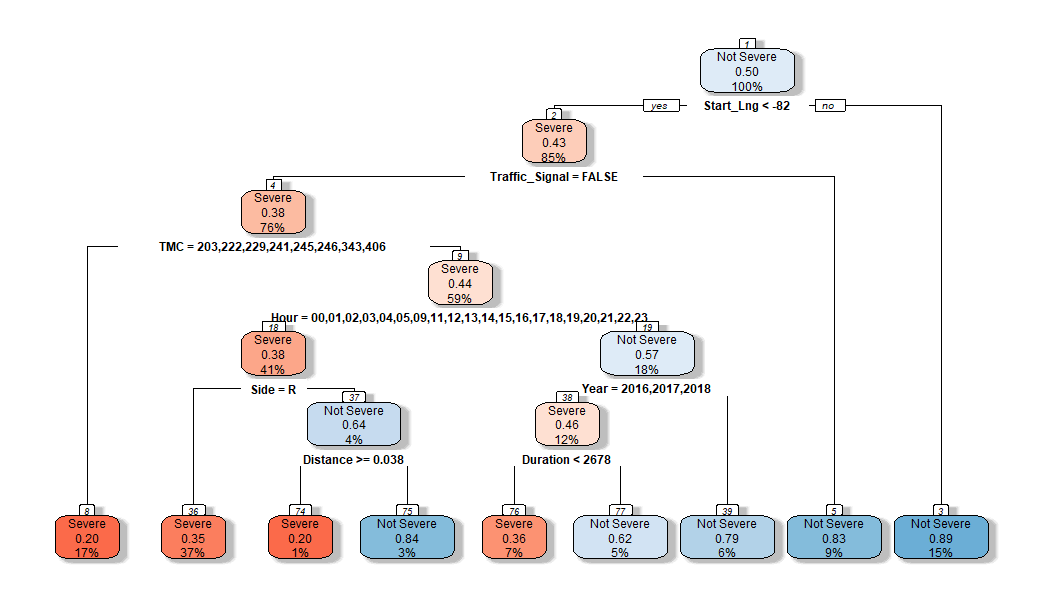 1
Not Severe
0.50
100%
yes
Start_Lng < -82
no
2
Severe
0.43
85%
Traffic_Signal = FALSE
4
Severe
0.38
76%
TMC = 203,222,229,241,245,246,343,406
9
Severe
0.44
59%
Hour = 00,01,02,03,04,05,09,11,12,13,14,15,16,17,18,19,20,21,22,23
18
Severe
0.38
41%
19
Not Severe
0.57
18%
Side = R
Year = 2016,2017,2018
37
Not Severe
0.64
4%
38
Severe
0.46
12%
Distance >= 0.038
Duration < 2678
8
Severe
0.20
17%
36
Severe
0.35
37%
74
Severe
0.20
1%
75
Not Severe
0.84
3%
76
Severe
0.36
7%
77
Not Severe
0.62
5%
39
Not Severe
0.79
6%
5
Not Severe
0.83
9%
3
Not Severe
0.89
15%